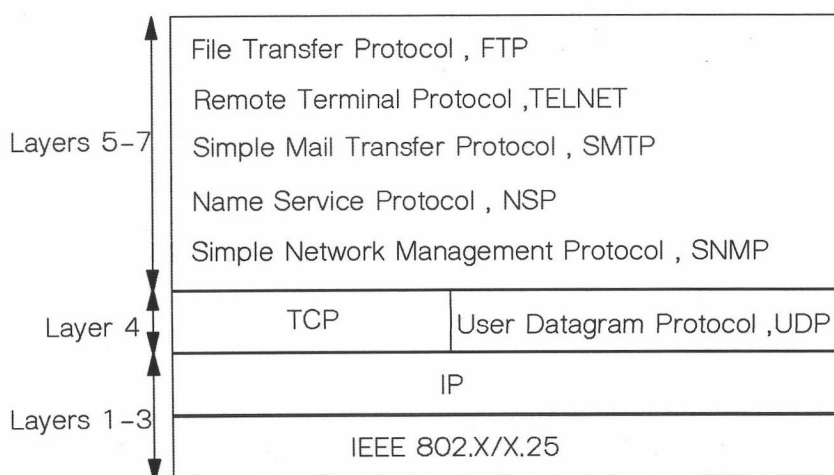 File Transfer Protocol , FTP
Remote Terminal Protocol ,TELNET
Layers 5-7
Simple Mail Transfer Protocol , SMTP
Name Service Protocol , NSP
Simple Network Management Protocol , SNMP
Layer 4
TCP
User Datagram Protocol ,UDP
IP
Layers 1-3
IEEE 802.X/X.25